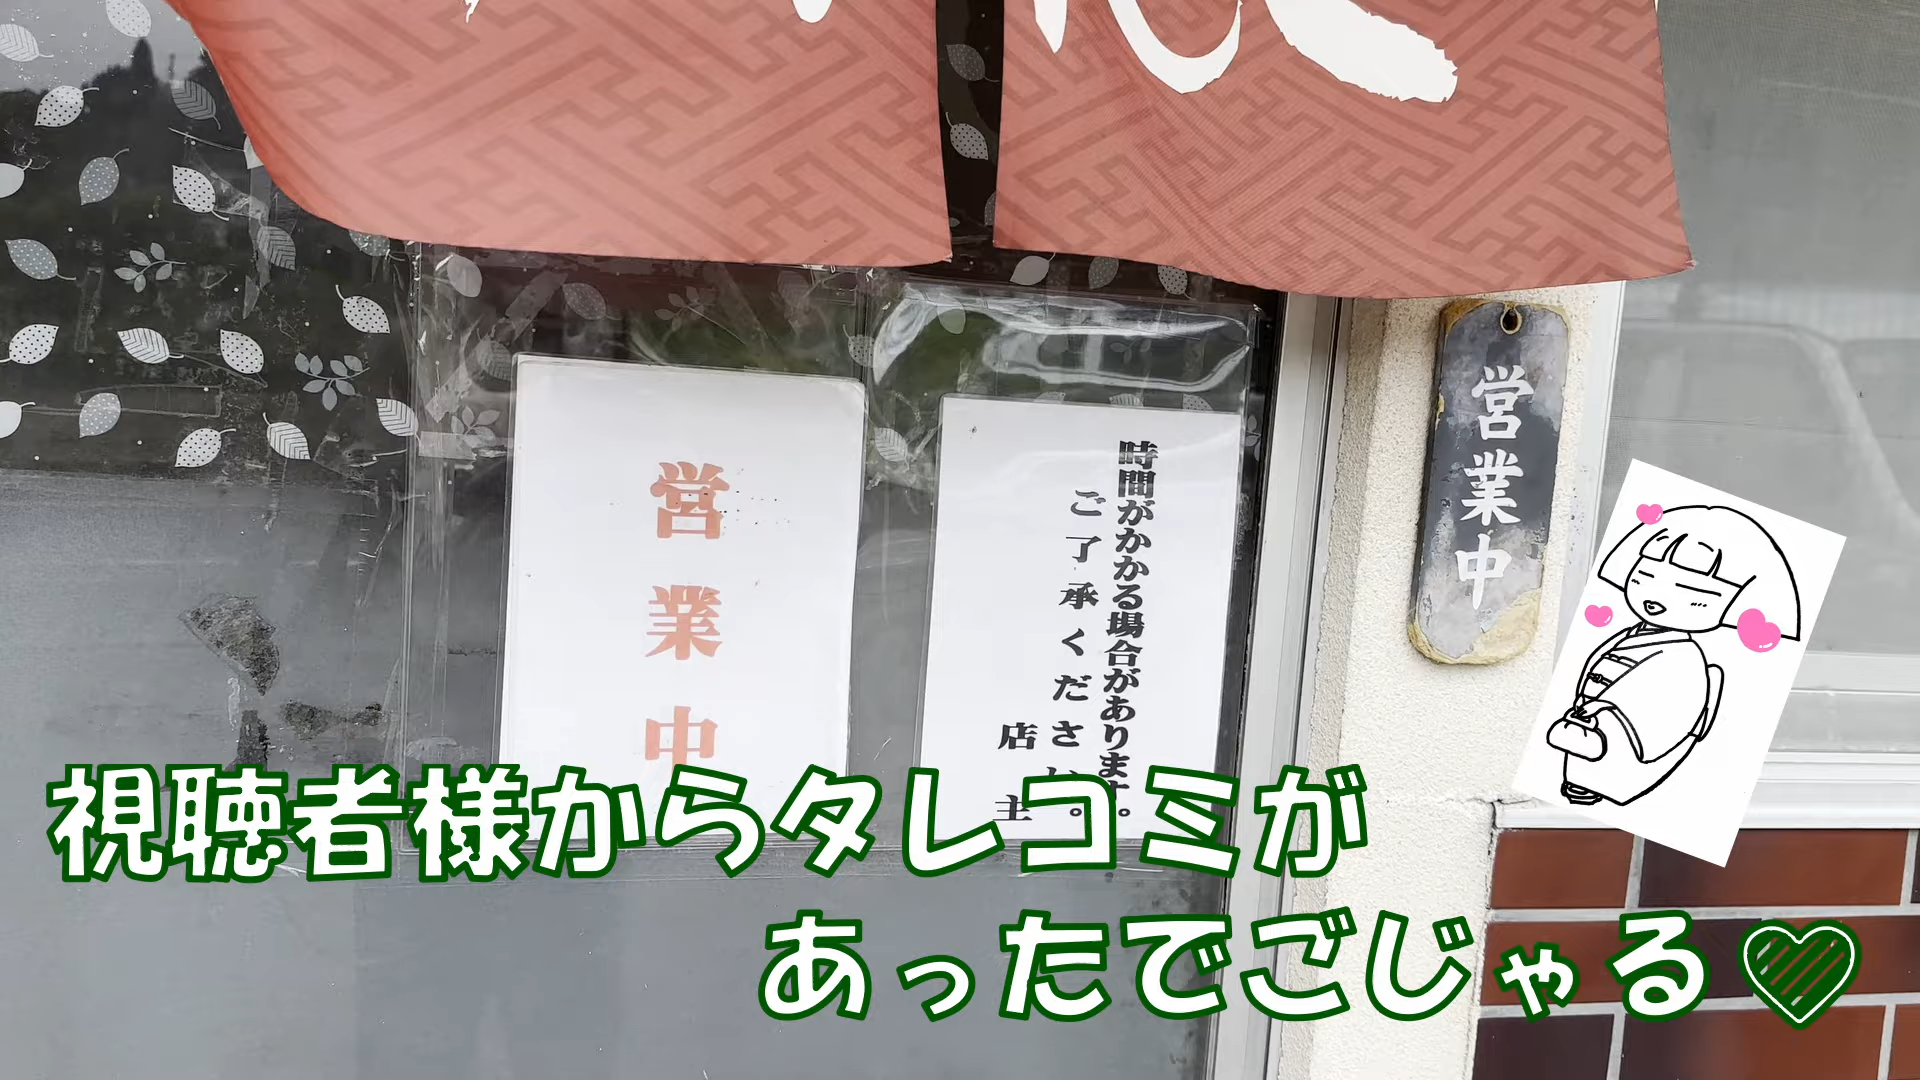 営業中
時間がかかる場合があります。
ご了承ください。
店主
営業中
視聴者様からタレコミが
あったでごじゃる